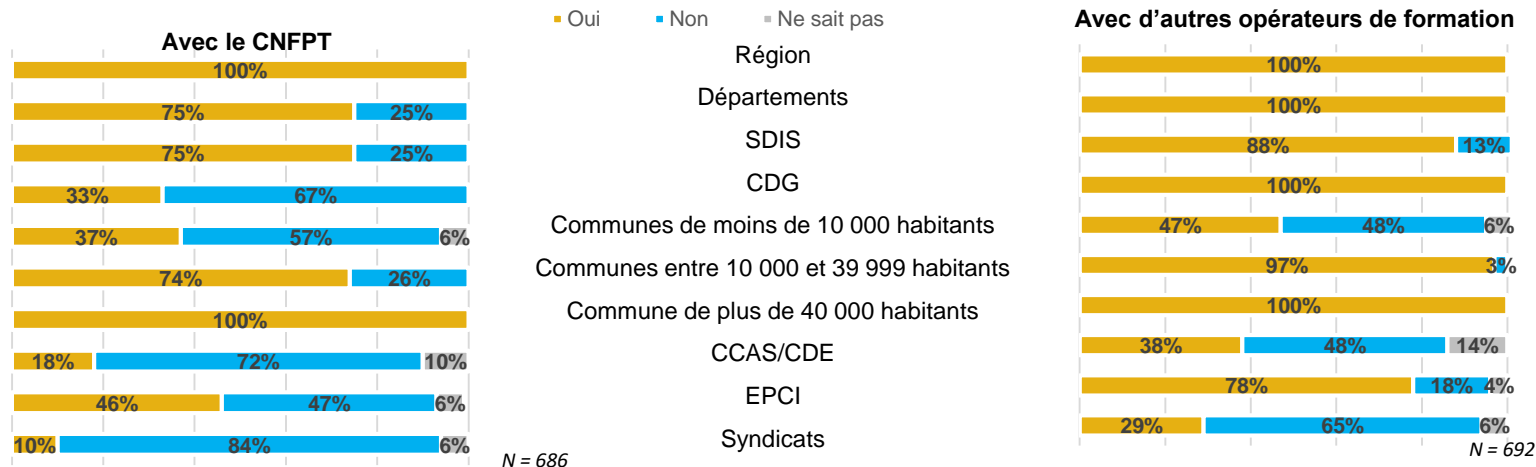 Oui Non Ne sait pas
Avec le CNFPT
Avec d'autres opérateurs de formation
100% Région 100%
75% 25% Départements 100%
75% 25% SDIS 88% 13%
33% 67% CDG 100%
37% 57% 6% Communes de moins de 10 000 habitants 47% 48% 6%
74% 26% Communes entre 10 000 et 39 999 habitants 97% 3%
100% Commune de plus de 40 000 habitants 100%
18% 72% 10% CCAS/CDE 38% 48% 14%
46% 47% 6% EPCI 78% 18% 4%
10% 84% 6% Syndicats 29% 65% 6%
N = 686
N = 692